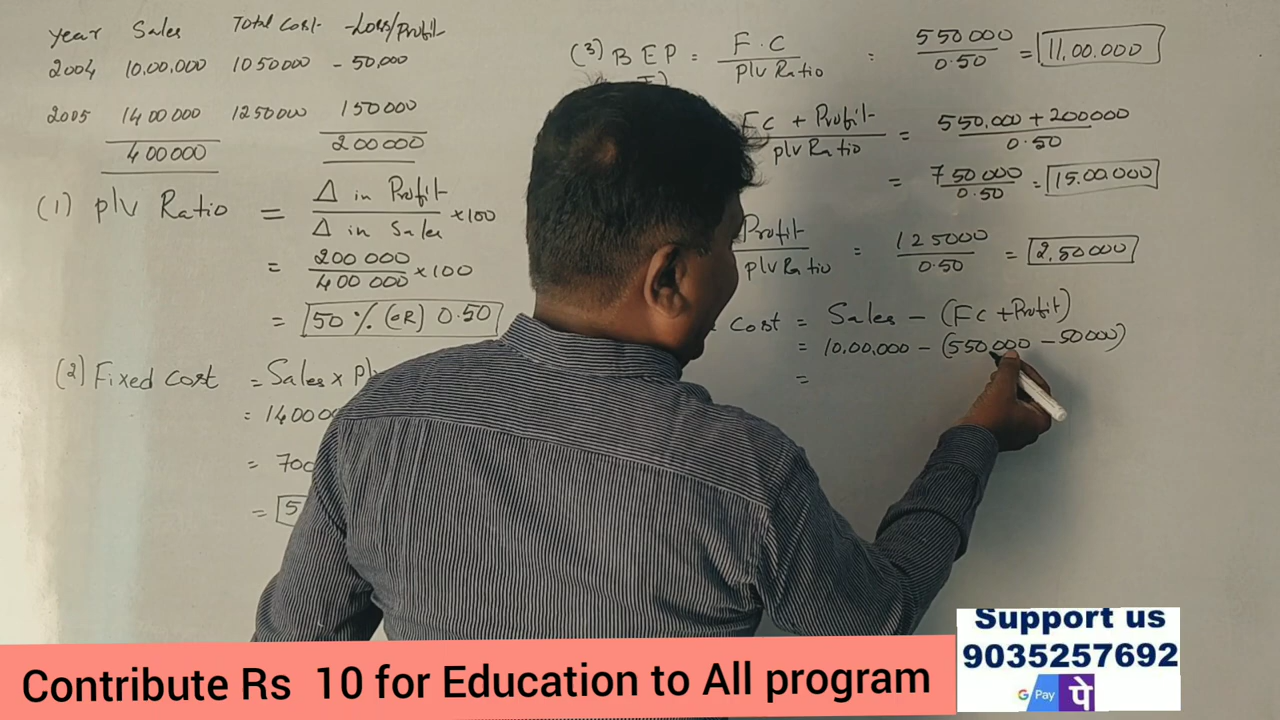 Year Sales Total Cost -Loss/Profit
2004 10,00,000 1050000 - 50,000
2005 1400000 1250000 150000
400000 200000
(1) P/V Ratio = Δ in Profit / Δ in Sales ×100
= 200 000 / 400 000 ×100
= 50 % (OR) 0.50
(2) Fixed Cost = Sales ×
= 14000
= 700
= 5
(3) B E P = F.C / P/V Ratio = 550000 / 0.50 = 11,00,000
FC + Profit / P/V Ratio = 550,000 + 200000 / 0.50
= 750000 / 0.50 = 15,00,000
Profit / P/V Ratio = 125000 / 0.50 = 2,50000
Cost = Sales - (FC + Profit)
= 10,00,000 - (550000 - 50000)
=
Contribute Rs 10 for Education to All program
Support us
9035257692
G Pay पे